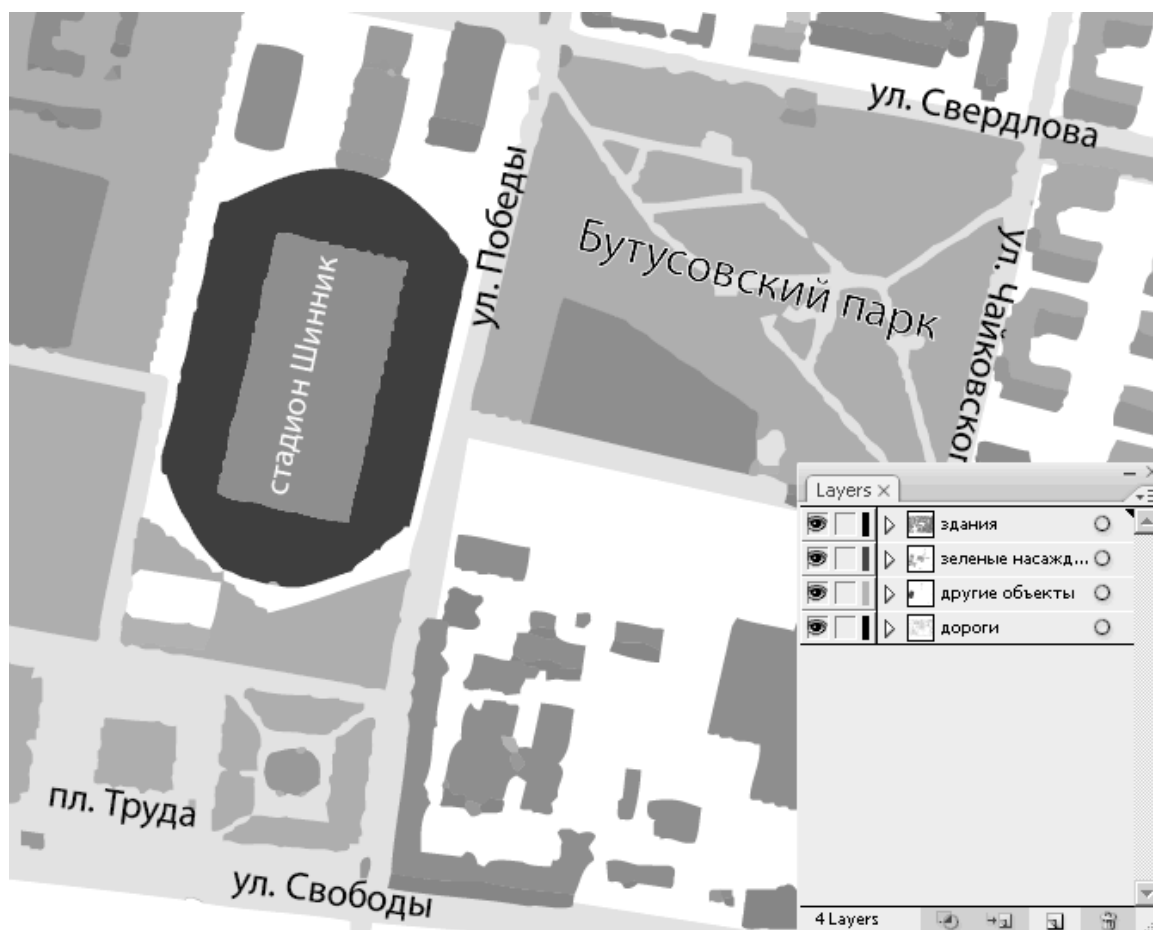 ул. Свердлова
ул. Победы
Бутусовский парк
ул. Чайковског
стадион Шинник
Layers
здания
зеленые насажд...
другие объекты
дороги
пл. Труда
ул. Свободы
4 Layers